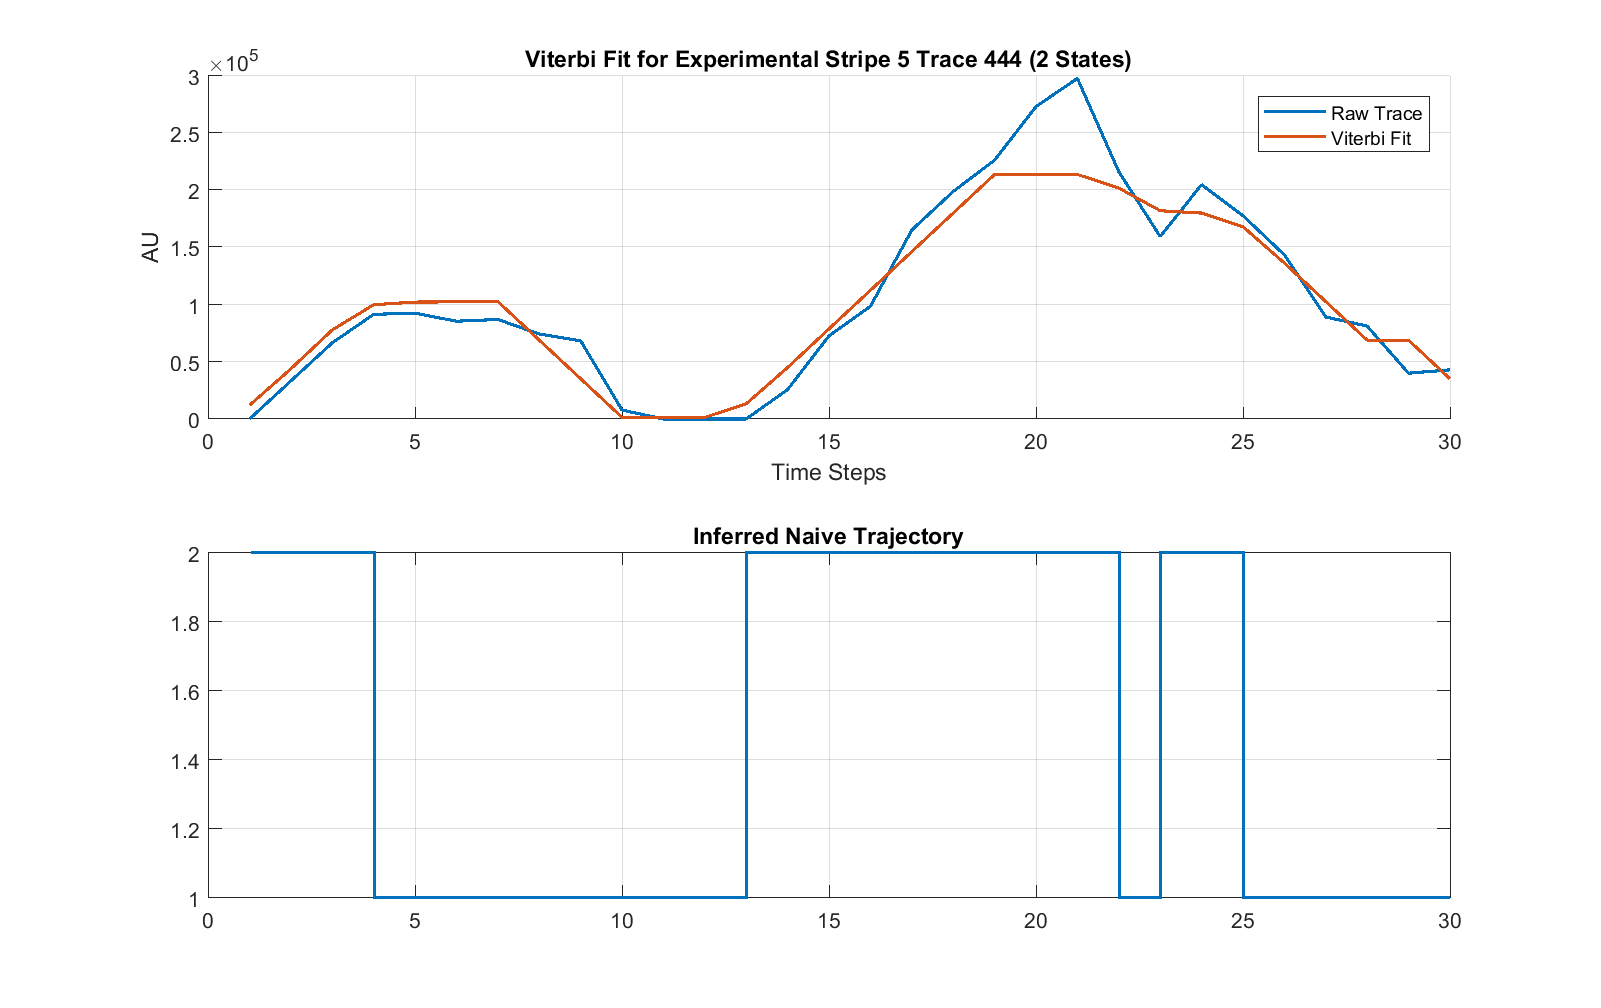 Viterbi Fit for Experimental Stripe 5 Trace 444 (2 States)
×10^5
3
2.5
2
1.5
1
0.5
0
AU
Raw Trace
Viterbi Fit
0 5 10 15 20 25 30
Time Steps
Inferred Naive Trajectory
2
1.8
1.6
1.4
1.2
1
0 5 10 15 20 25 30